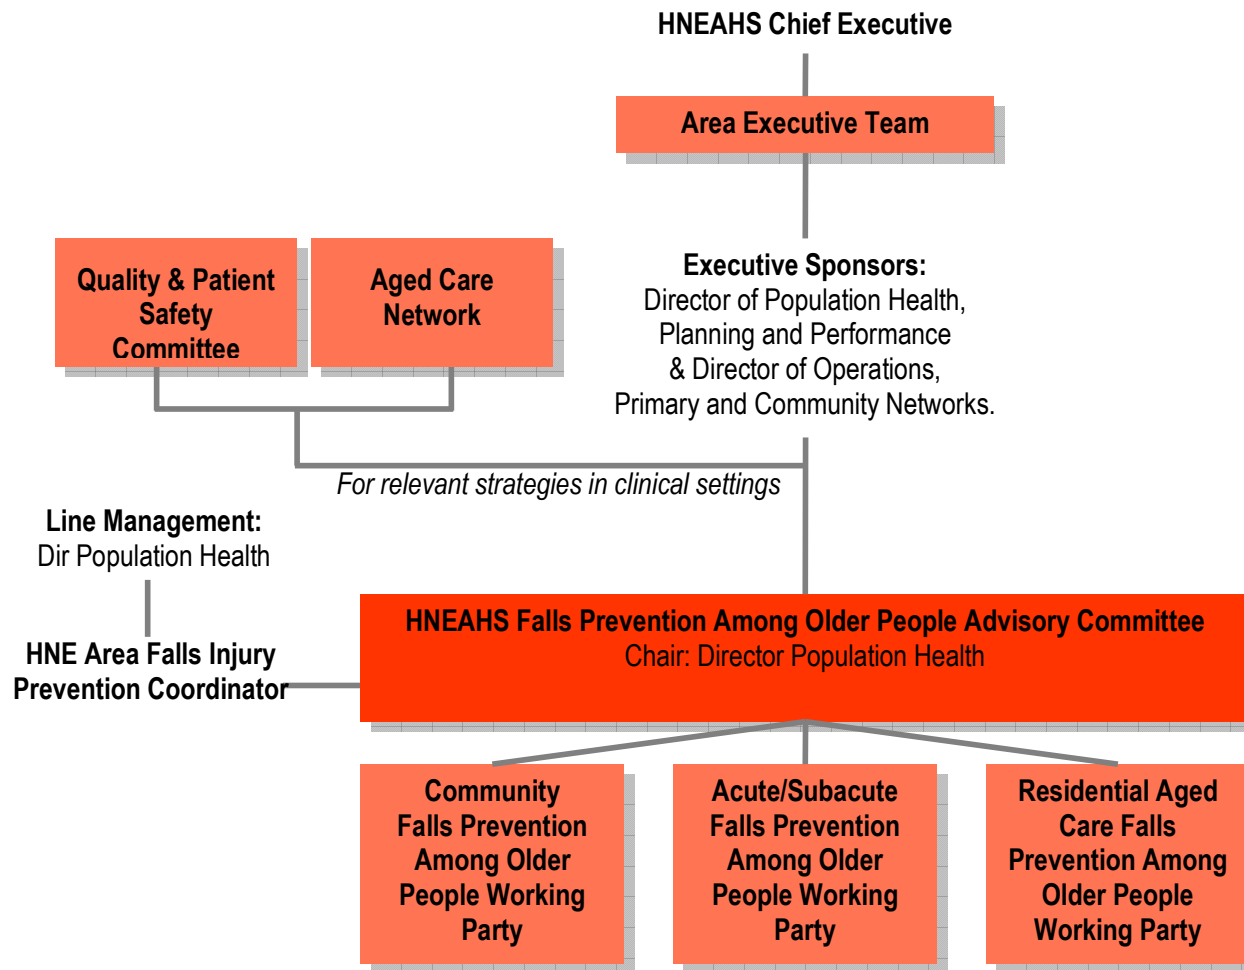 HNEAHS Chief Executive
Area Executive Team
Quality & Patient
Safety
Committee
Aged Care
Network
Executive Sponsors:
Director of Population Health,
Planning and Performance
& Director of Operations,
Primary and Community Networks.
For relevant strategies in clinical settings
Line Management:
Dir Population Health
HNE Area Falls Injury
Prevention Coordinator
HNEAHS Falls Prevention Among Older People Advisory Committee
Chair: Director Population Health
Community
Falls Prevention
Among Older
People Working
Party
Acute/Subacute
Falls Prevention
Among Older
People Working
Party
Residential Aged
Care Falls
Prevention Among
Older People
Working Party